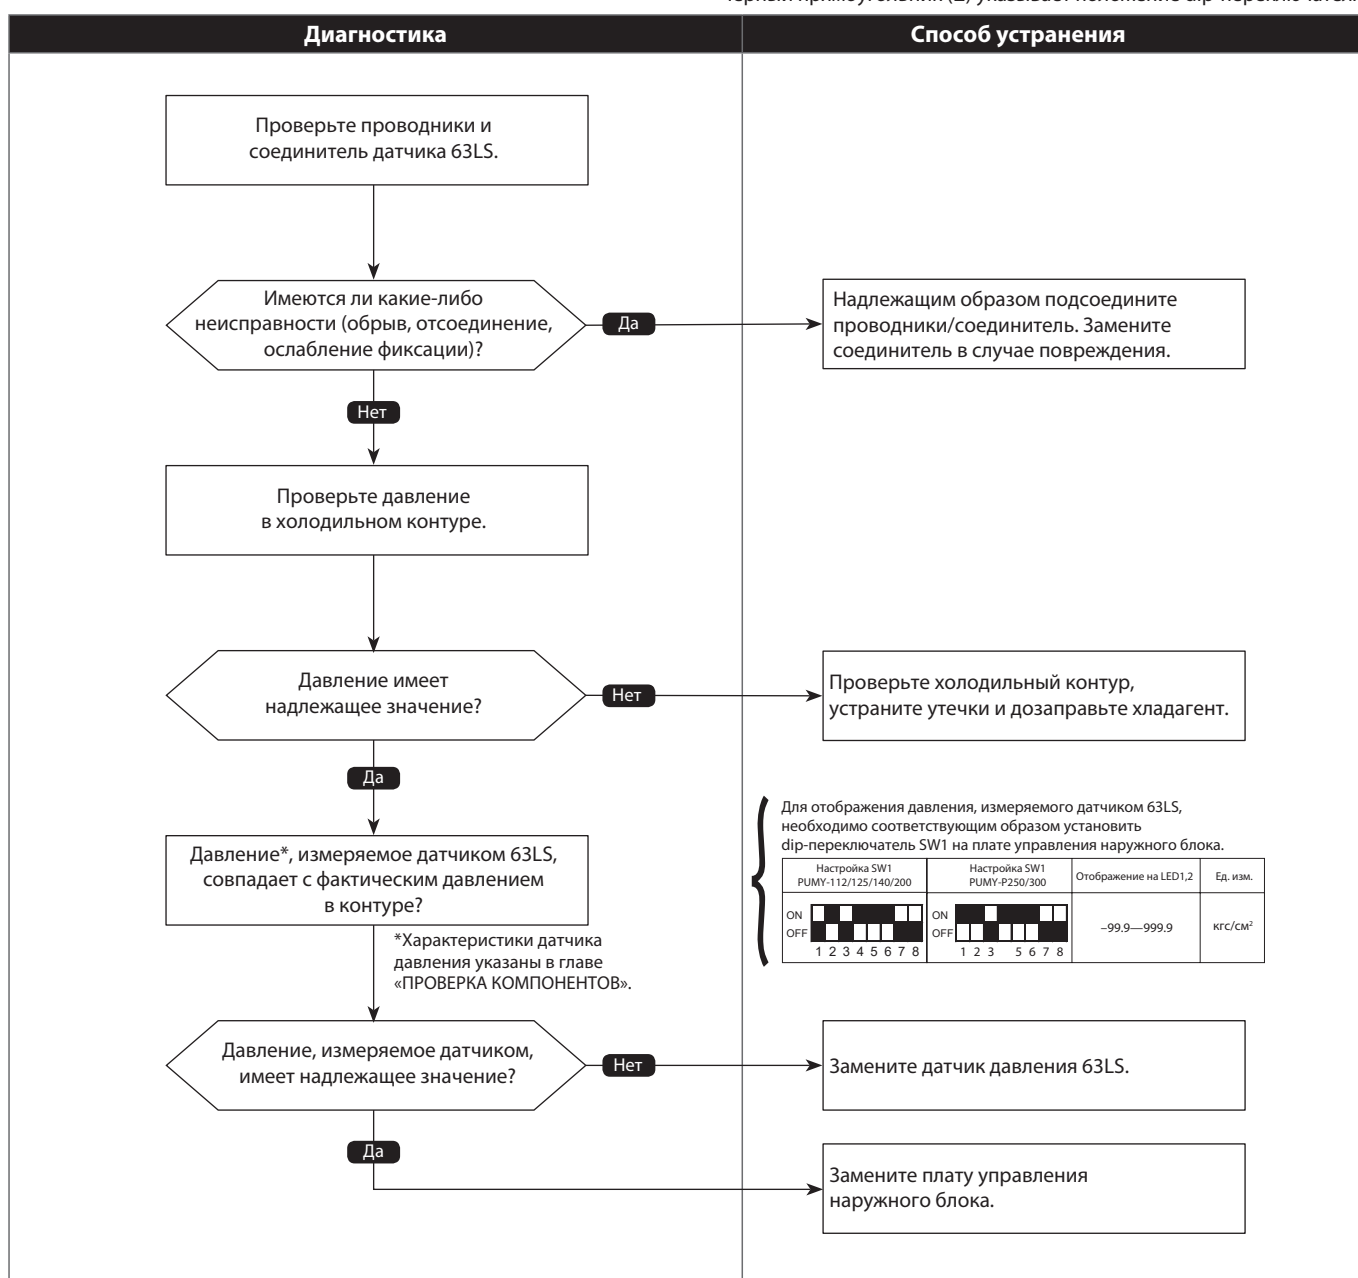 Диагностика
Способ устранения
Проверьте проводники и
соединитель датчика 63LS.
Имеются ли какие-либо
неисправности (обрыв, отсоединение,
ослабление фиксации)?
Да
Надлежащим образом подсоедините
проводники/соединитель. Замените
соединитель в случае повреждения.
Нет
Проверьте давление
в холодильном контуре.
Давление имеет
надлежащее значение?
Нет
Проверьте холодильный контур,
устраните утечки и дозаправьте хладагент.
Да
Давление*, измеряемое датчиком 63LS,
совпадает с фактическим давлением
в контуре?
*Характеристики датчика
давления указаны в главе
«ПРОВЕРКА КОМПОНЕНТОВ».
Для отображения давления, измеряемого датчиком 63LS,
необходимо соответствующим образом установить
dip-переключатель SW1 на плате управления наружного блока.
Настройка SW1
PUMY-112/125/140/200
Настройка SW1
PUMY-P250/300
Отображение на LED1,2
Ед. изм.
ON
OFF
1 2 3 4 5 6 7 8
ON
OFF
1 2 3 5 6 7 8
–99.9—999.9
кгс/см²
Давление, измеряемое датчиком,
имеет надлежащее значение?
Нет
Замените датчик давления 63LS.
Да
Замените плату управления
наружного блока.